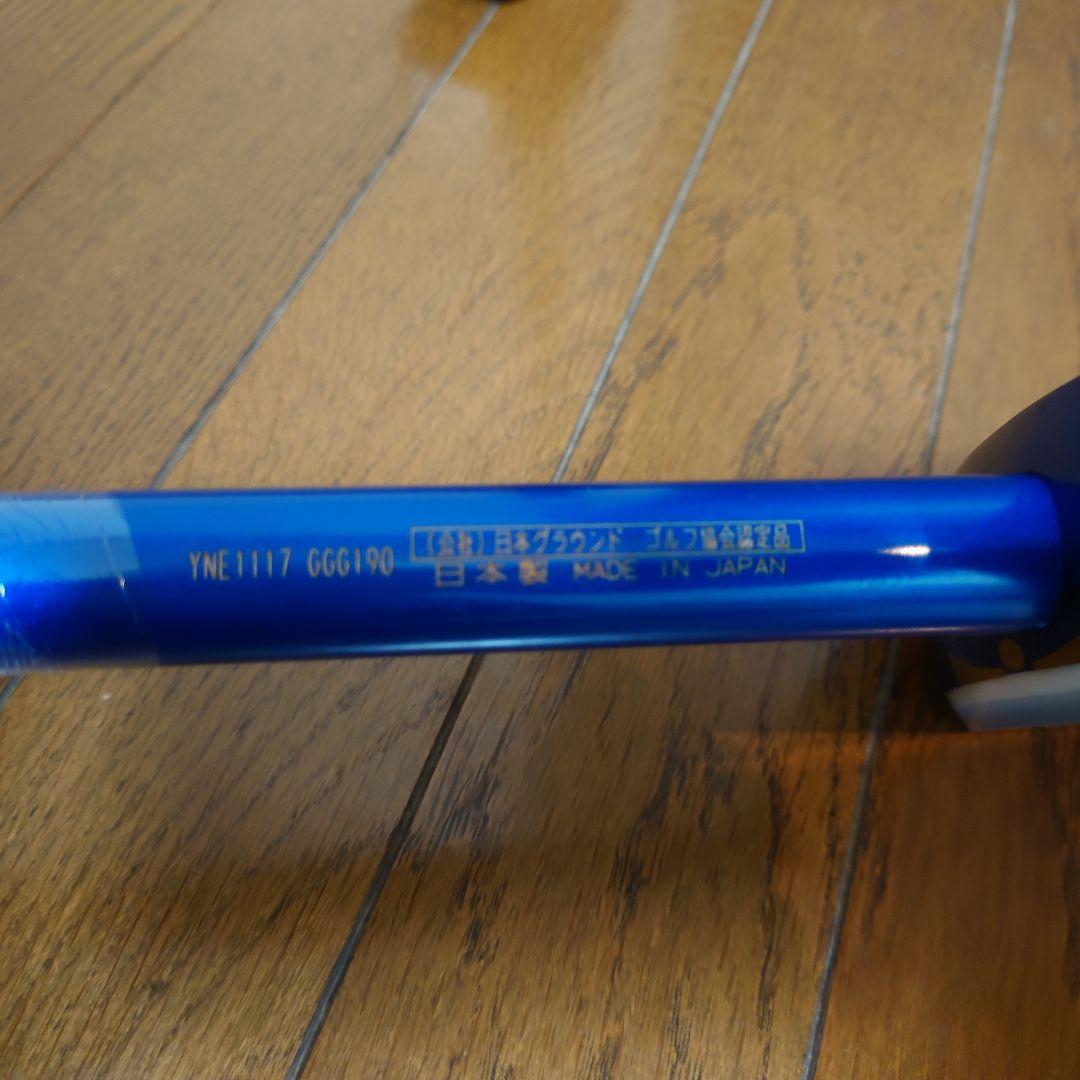 YNE1117 GGG190
(公社)日本グラウンド・ゴルフ協会認定品
日本製 MADE IN JAPAN